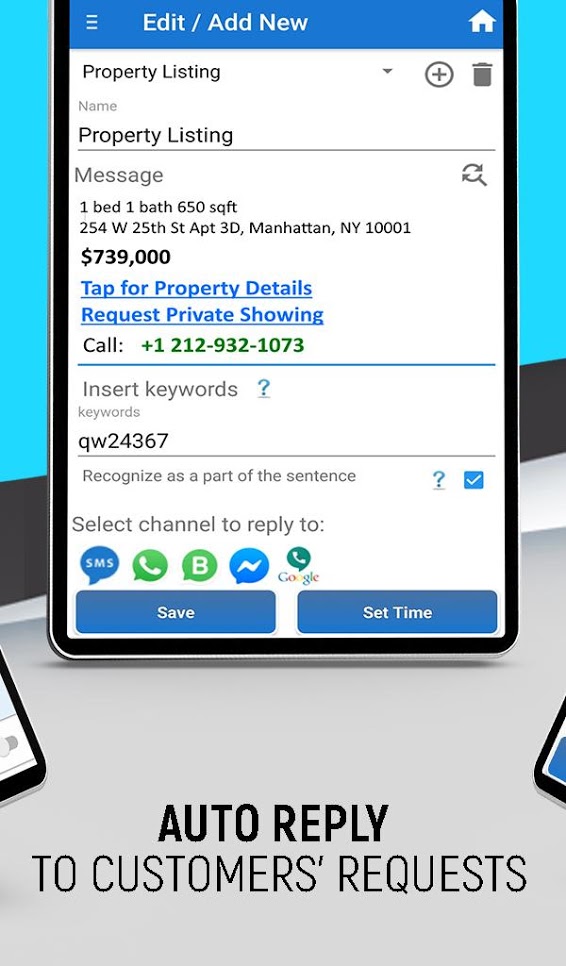 Edit / Add New
Property Listing
Name
Property Listing
Message
1 bed 1 bath 650 sqft
254 W 25th St Apt 3D, Manhattan, NY 10001
$739,000
Tap for Property Details
Request Private Showing
Call: +1 212-932-1073
Insert keywords ?
keywords
qw24367
Recognize as a part of the sentence ?
Select channel to reply to:
SMS
B
Google
Save Set Time
AUTO REPLY
TO CUSTOMERS' REQUESTS